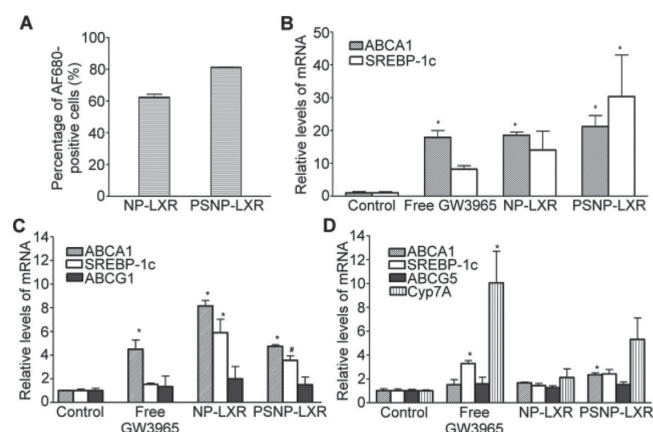 A
Percentage of AF680-
positive cells (%)
100
80
60
40
20
0
NP-LXR PSNP-LXR
B
Relative levels of mRNA
50
40
30
20
10
0
ABCA1
SREBP-1c
* * * *
Control Free GW3965 NP-LXR PSNP-LXR
C
Relative levels of mRNA
14
12
10
8
6
4
2
0
ABCA1
SREBP-1c
ABCG1
* * * * #
Control Free NP-LXR PSNP-LXR
GW3965
D
Relative levels of mRNA
14
12
10
8
6
4
2
0
ABCA1
SREBP-1c
ABCG5
Cyp7A
* * *
Control Free NP-LXR PSNP-LXR
GW3965